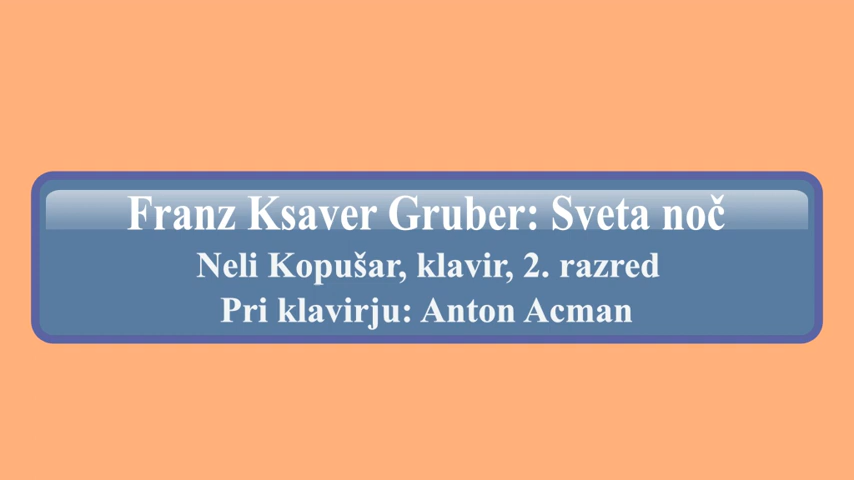 Franz Ksaver Gruber: Sveta noč
Neli Kopušar, klavir, 2. razred
Pri klavirju: Anton Acman